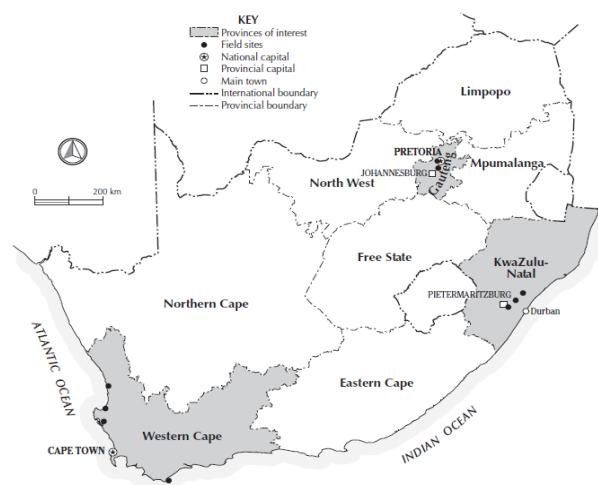 KEY
Provinces of interest
Field sites
National capital
Provincial capital
Main town
International boundary
Provincial boundary
0 200 km
Limpopo
?
PRETORIA
JOHANNESBURG
Gauteng
Mpumalanga
North West
Free State
KwaZulu-
Natal
PIETERMARITZBURG
Durban
Northern Cape
ATLANTIC OCEAN
Eastern Cape
Western Cape
CAPE TOWN
INDIAN OCEAN